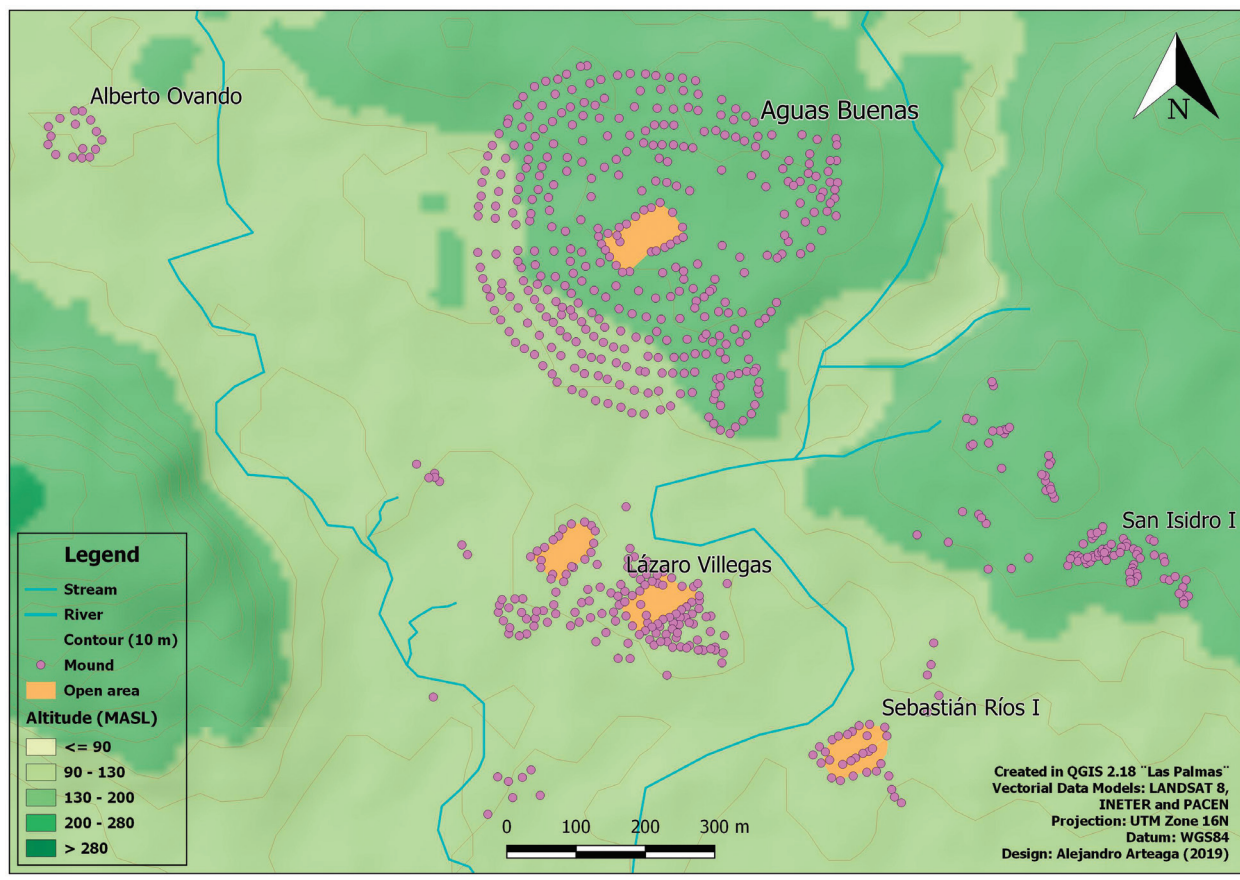 Alberto Ovando
Aguas Buenas
N
San Isidro I
Lázaro Villegas
Sebastián Ríos I
Legend
Stream
River
Contour (10 m)
Mound
Open area
Altitude (MASL)
<= 90
90 - 130
130 - 200
200 - 280
> 280
0 100 200 300 m
Created in QGIS 2.18 ¨Las Palmas¨
Vectorial Data Models: LANDSAT 8,
INETER and PACEN
Projection: UTM Zone 16N
Datum: WGS84
Design: Alejandro Arteaga (2019)